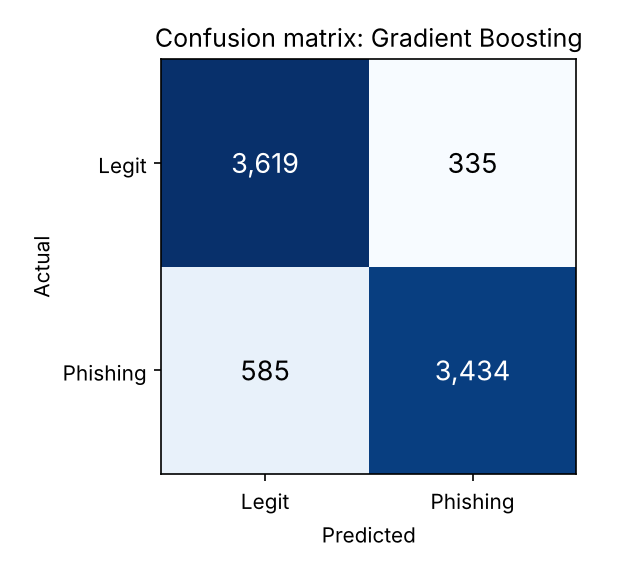 Confusion matrix: Gradient Boosting
Actual
Legit
3,619
335
Phishing
585
3,434
Legit
Phishing
Predicted